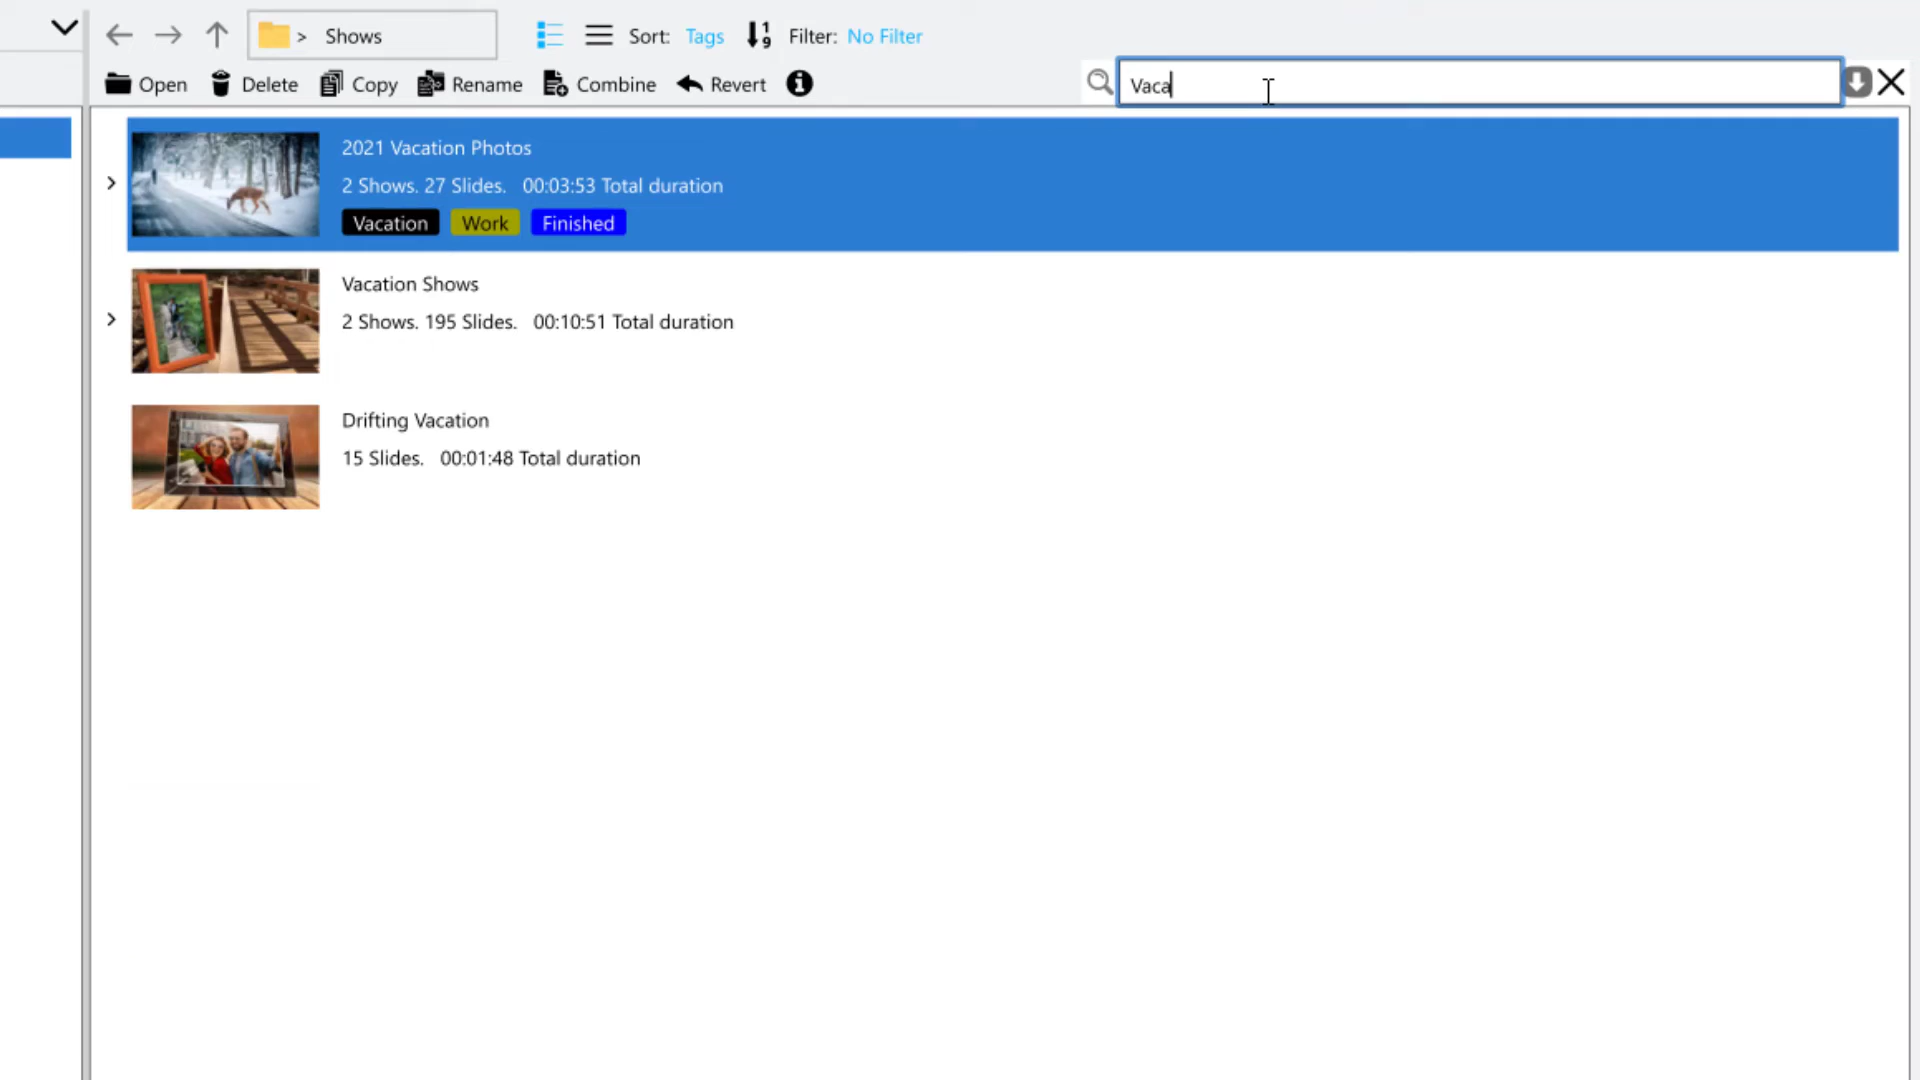 > Shows Sort: Tags Filter: No Filter
Open Delete Copy Rename Combine Revert Vaca
2021 Vacation Photos
2 Shows. 27 Slides. 00:03:53 Total duration
Vacation Work Finished
Vacation Shows
2 Shows. 195 Slides. 00:10:51 Total duration
Drifting Vacation
15 Slides. 00:01:48 Total duration